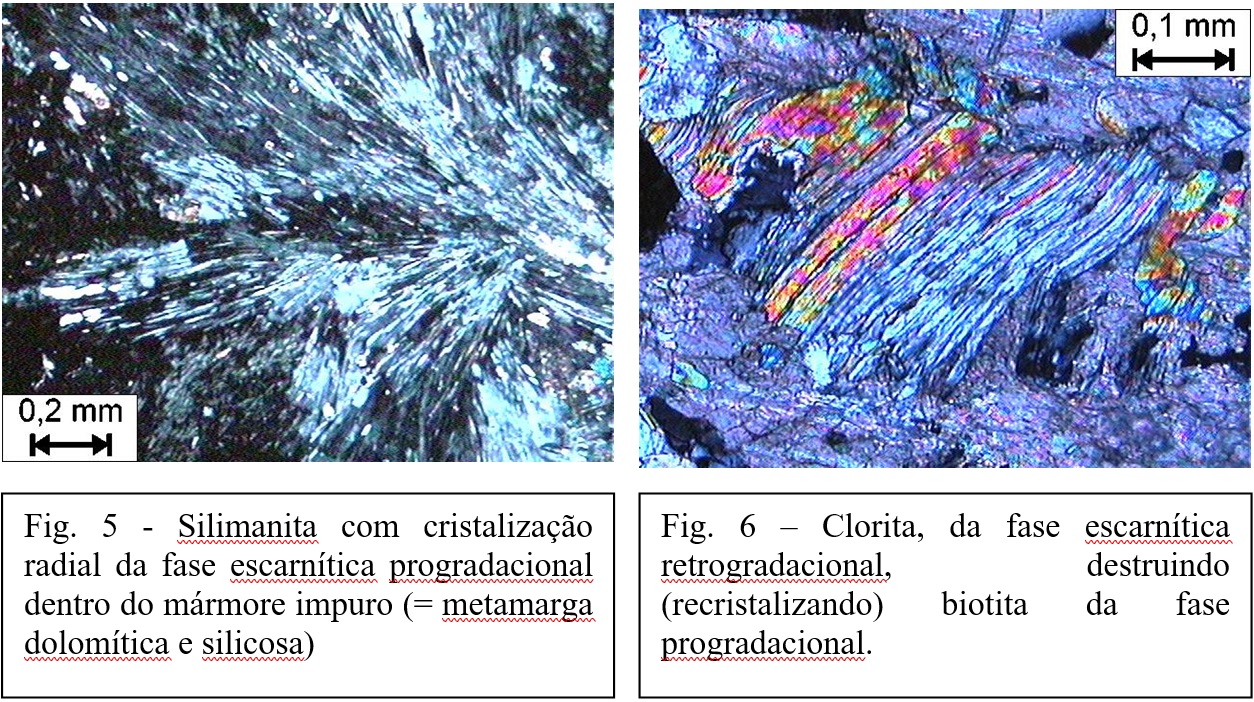 0,2 mm
0,1 mm
Fig. 5 - Silimanita com cristalização
radial da fase escarnítica progradacional
dentro do mármore impuro (= metamarga
dolomítica e silicosa)
Fig. 6 – Clorita, da fase escarnítica
retrogradacional, destruindo
(recristalizando) biotita da fase
progradacional.